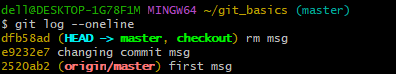 dell@DESKTOP-1G78F1M MINGW64 ~/git_basics (master)
$ git log --oneline
dfb58ad (HEAD -> master, checkout) rm msg
e9232e7 changing commit msg
2520ab2 (origin/master) first msg